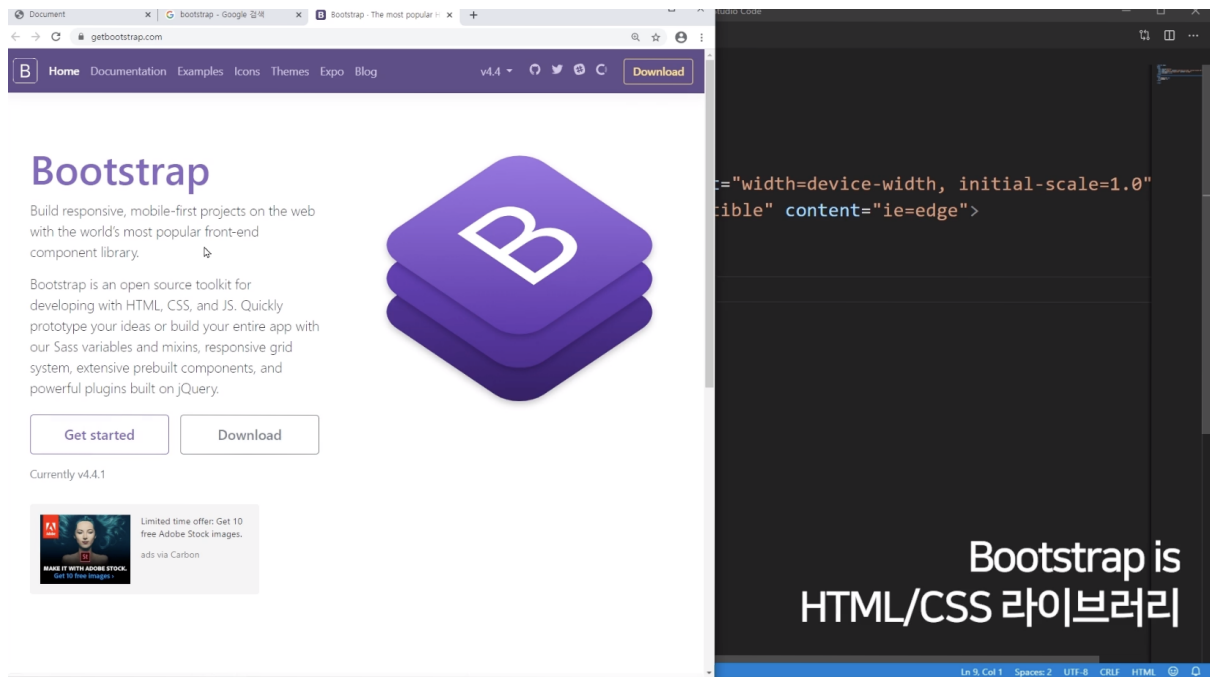 Document
bootstrap - Google 검색
Bootstrap · The most popular
getbootstrap.com
B
Home Documentation Examples Icons Themes Expo Blog
v4.4
Download
Bootstrap
Build responsive, mobile-first projects on the web
with the world's most popular front-end
component library.
Bootstrap is an open source toolkit for
developing with HTML, CSS, and JS. Quickly
prototype your ideas or build your entire app with
our Sass variables and mixins, responsive grid
system, extensive prebuilt components, and
powerful plugins built on jQuery.
Get started
Download
Currently v4.4.1
B
Adobe
St
MAKE IT WITH ADOBE STOCK.
Get 10 free images ›
Limited time offer: Get 10
free Adobe Stock images.
ads via Carbon
Code
="width=device-width, initial-scale=1.0"
tible" content="ie=edge">
Bootstrap is
HTML/CSS 라이브러리
Ln 9, Col 1 Spaces: 2 UTF-8 CRLF HTML